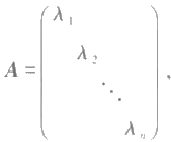 A = ( λ₁
λ₂
⋱
λₙ ) ,